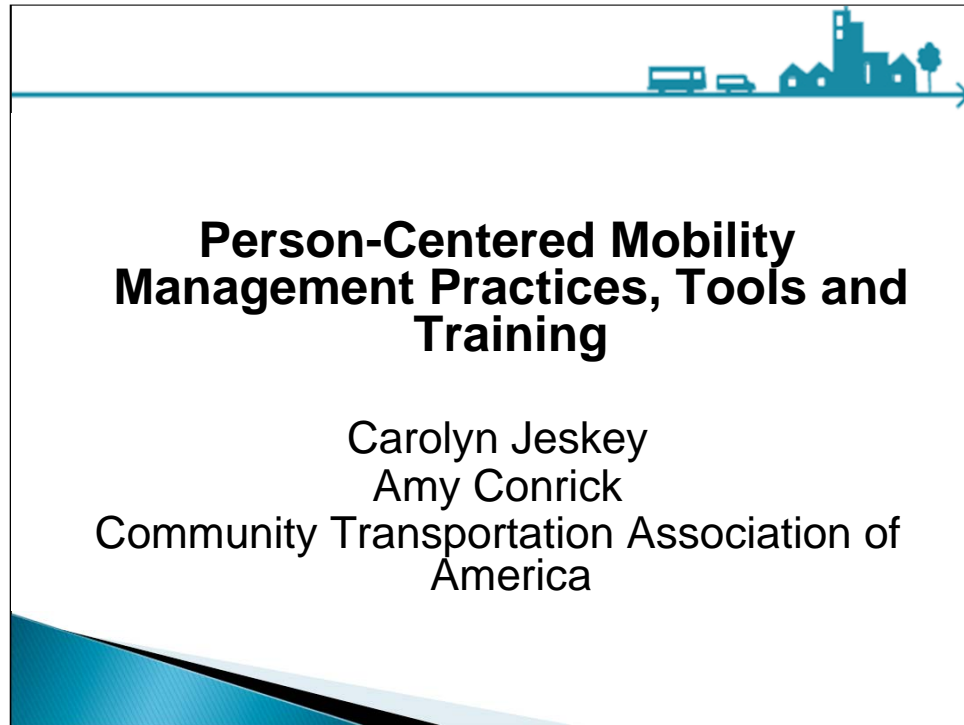 Person-Centered Mobility
Management Practices, Tools and
Training
Carolyn Jeskey
Amy Conrick
Community Transportation Association of
America